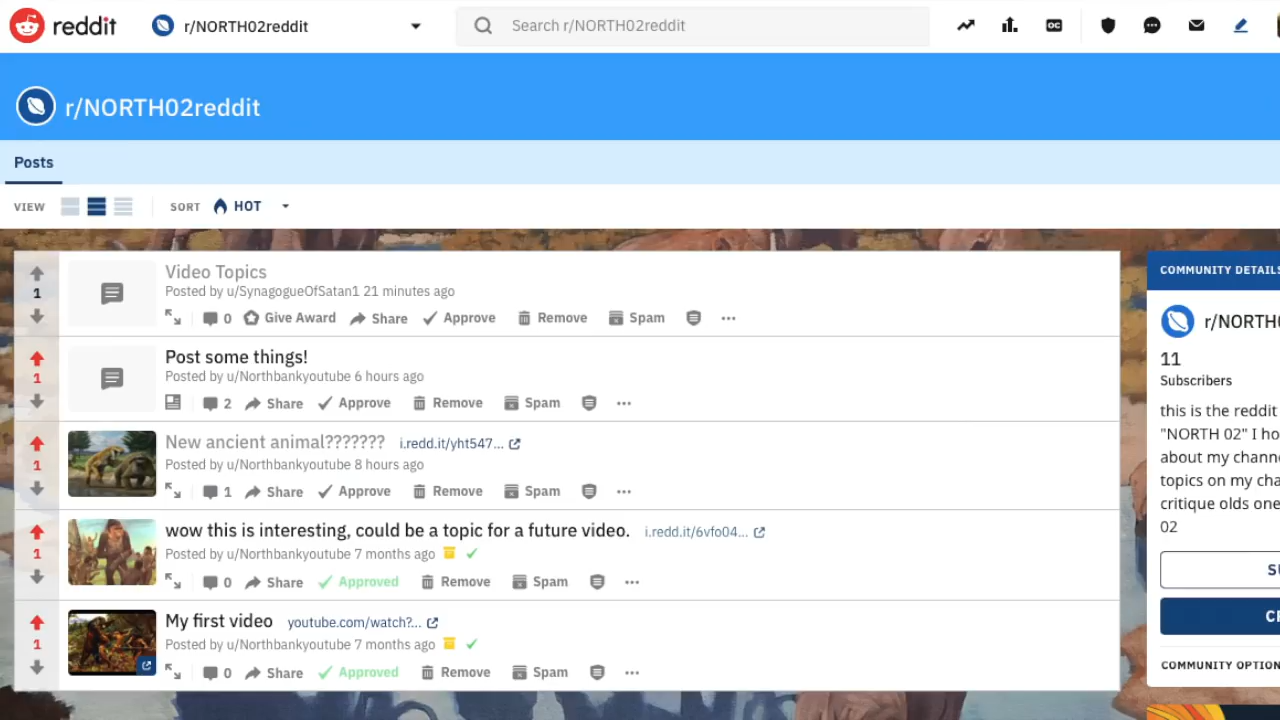 reddit r/NORTH02reddit Search r/NORTH02reddit OC
r/NORTH02reddit
Posts
VIEW SORT HOT
Video Topics
1
Posted by u/SynagogueOfSatan1 21 minutes ago
0 Give Award Share Approve Remove Spam
Post some things!
1
Posted by u/Northbankyoutube 6 hours ago
2 Share Approve Remove Spam
New ancient animal??????? i.redd.it/yht547...
1
Posted by u/Northbankyoutube 8 hours ago
1 Share Approve Remove Spam
wow this is interesting, could be a topic for a future video. i.redd.it/6vfo04...
1
Posted by u/Northbankyoutube 7 months ago
0 Share Approved Remove Spam
My first video youtube.com/watch?...
1
Posted by u/Northbankyoutube 7 months ago
0 Share Approved Remove Spam
COMMUNITY DETAILS
r/NORTH0
11
Subscribers
this is the reddit
"NORTH 02" I ho
about my chann
topics on my cha
critique olds one
02
SU
CR
COMMUNITY OPTION